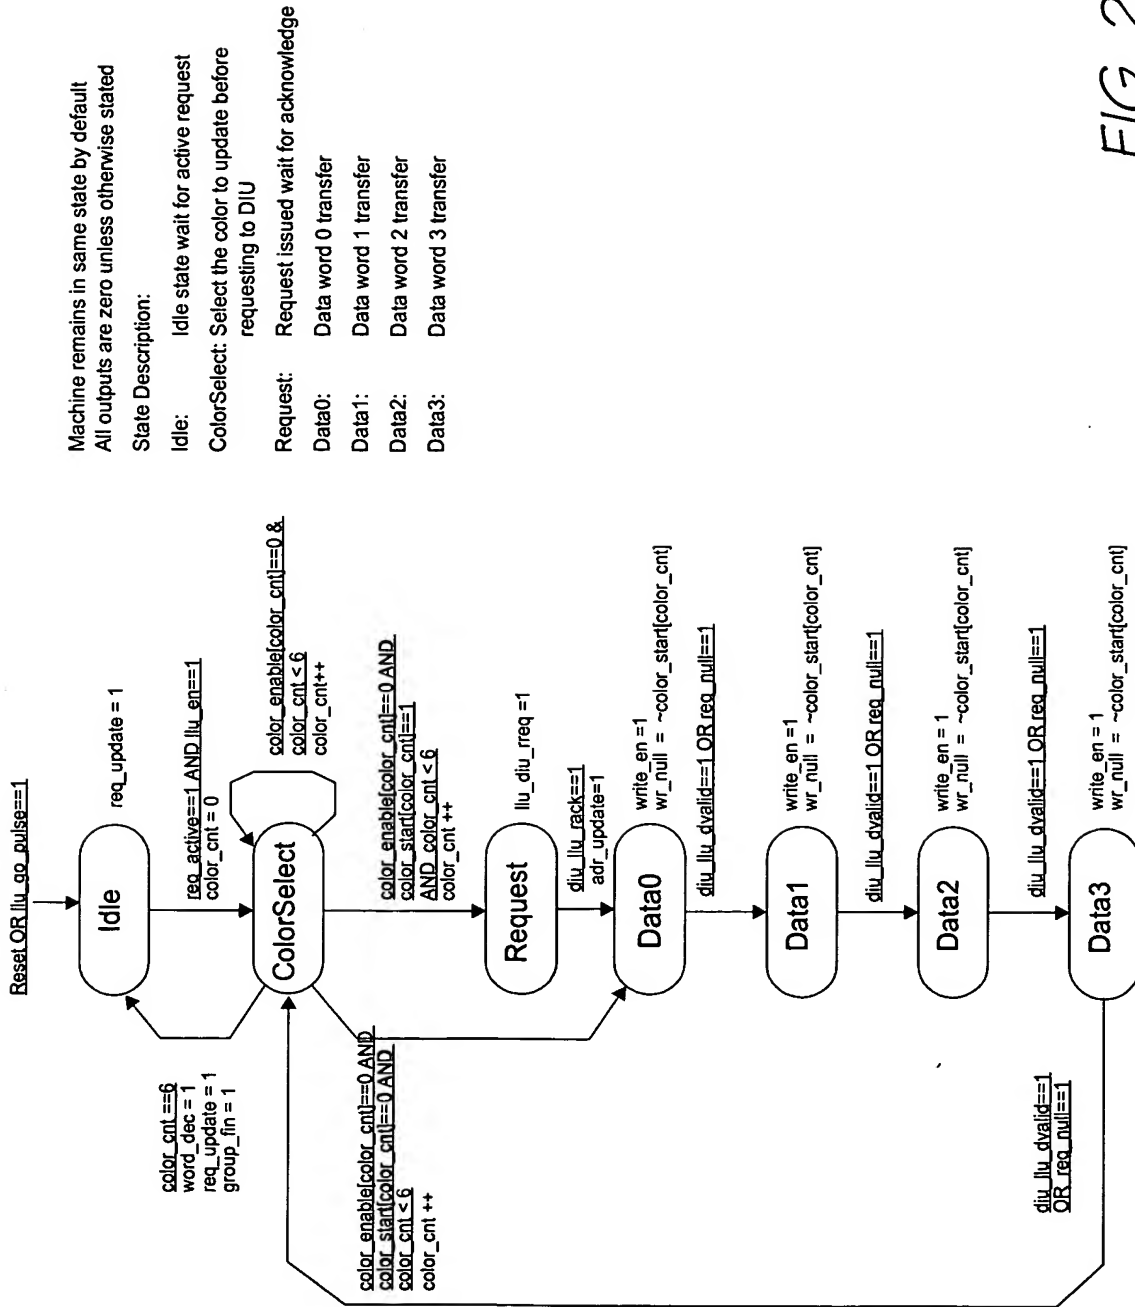 Reset OR llu_go_pulse==1
Idle
req_update = 1
req_active==1 AND llu_en==1
color_cnt = 0
color_cnt ==6
word_dec = 1
req_update = 1
group_fin = 1
ColorSelect
color_enable[color_cnt]==0 &
color_cnt < 6
color_cnt++
color_enable[color_cnt]==0 AND
color_start[color_cnt]==1
AND color_cnt < 6
color_cnt ++
color_enable[color_cnt]==0 AND
color_start[color_cnt]==0 AND
color_cnt < 6
color_cnt ++
Request
llu_diu_rreq =1
diu_llu_rack==1
adr_update=1
Data0
write_en =1
wr_null = ~color_start[color_cnt]
diu_llu_dvalid==1 OR req_null==1
Data1
write_en =1
wr_null = ~color_start[color_cnt]
diu_llu_dvalid==1 OR req_null==1
Data2
write_en = 1
wr_null = ~color_start[color_cnt]
diu_llu_dvalid==1 OR req_null==1
Data3
write_en = 1
wr_null = ~color_start[color_cnt]
diu_llu_dvalid==1
OR req_null==1
Machine remains in same state by default
All outputs are zero unless otherwise stated
State Description:
Idle: Idle state wait for active request
ColorSelect: Select the color to update before
requesting to DIU
Request: Request issued wait for acknowledge
Data0: Data word 0 transfer
Data1: Data word 1 transfer
Data2: Data word 2 transfer
Data3: Data word 3 transfer
FIG. 2